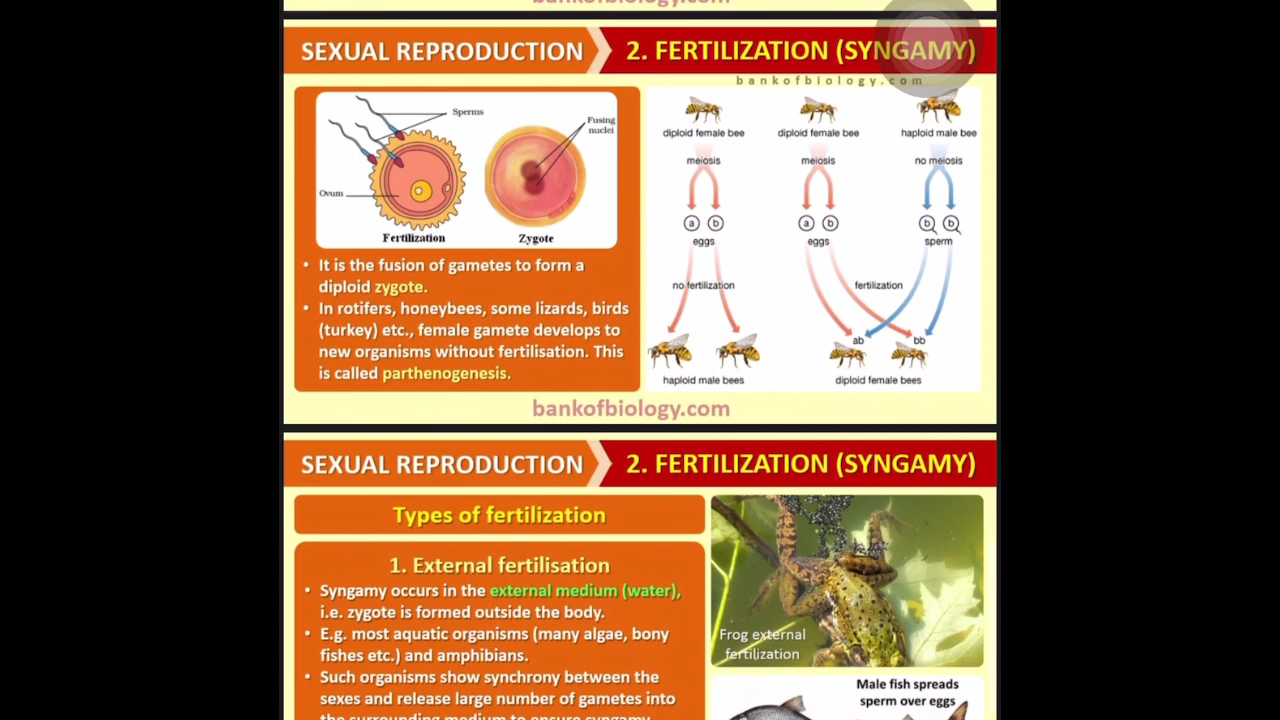 bankofbiology.com
SEXUAL REPRODUCTION
2. FERTILIZATION (SYNGAMY)
bankofbiology.com
Sperms
Fusing
nuclei
Ovum
Fertilization
Zygote
• It is the fusion of gametes to form a
diploid zygote.
• In rotifers, honeybees, some lizards, birds
(turkey) etc., female gamete develops to
new organisms without fertilisation. This
is called parthenogenesis.
diploid female bee
diploid female bee
haploid male bee
meiosis
meiosis
no meiosis
a b
a b
b b
eggs
eggs
sperm
no fertilization
fertilization
ab
bb
haploid male bees
diploid female bees
bankofbiology.com
SEXUAL REPRODUCTION
2. FERTILIZATION (SYNGAMY)
Types of fertilization
1. External fertilisation
• Syngamy occurs in the external medium (water),
i.e. zygote is formed outside the body.
• E.g. most aquatic organisms (many algae, bony
fishes etc.) and amphibians.
• Such organisms show synchrony between the
sexes and release large number of gametes into
the surrounding medium to ensure syngamy.
Frog external
fertilization
Male fish spreads
sperm over eggs